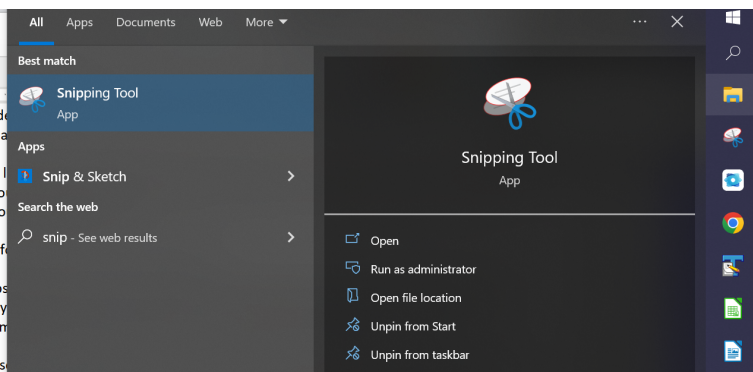 All Apps Documents Web More
Best match
Snipping Tool
App
Apps
Snip & Sketch
Search the web
snip - See web results
Snipping Tool
App
Open
Run as administrator
Open file location
Unpin from Start
Unpin from taskbar